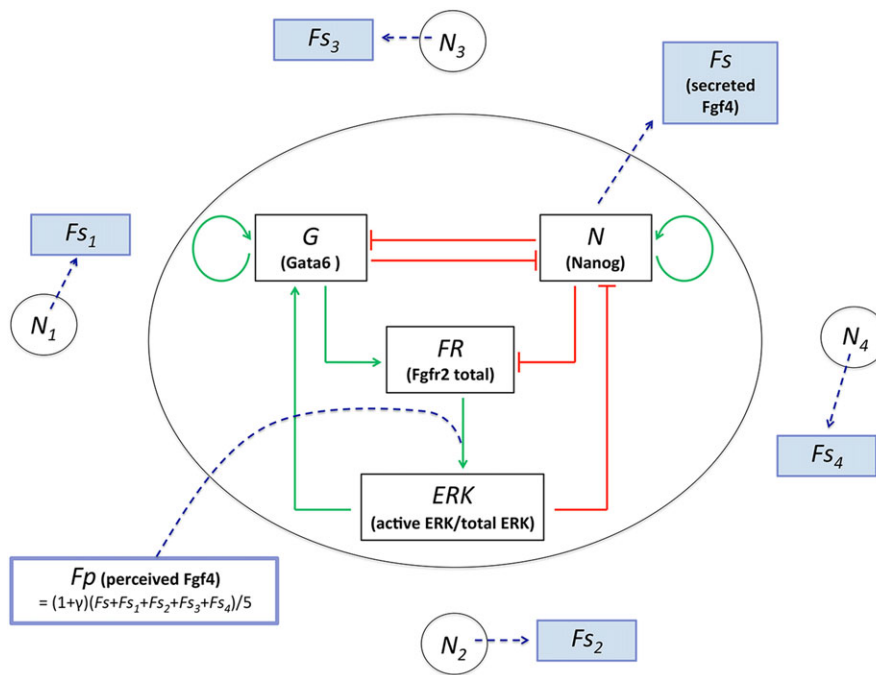 Fs3
N3
Fs
(secreted
Fgf4)
Fs1
N1
G
(Gata6 )
N
(Nanog)
FR
(Fgfr2 total)
N4
Fs4
ERK
(active ERK/total ERK)
Fp (perceived Fgf4)
= (1+γ)(Fs+Fs1+Fs2+Fs3+Fs4)/5
N2
Fs2